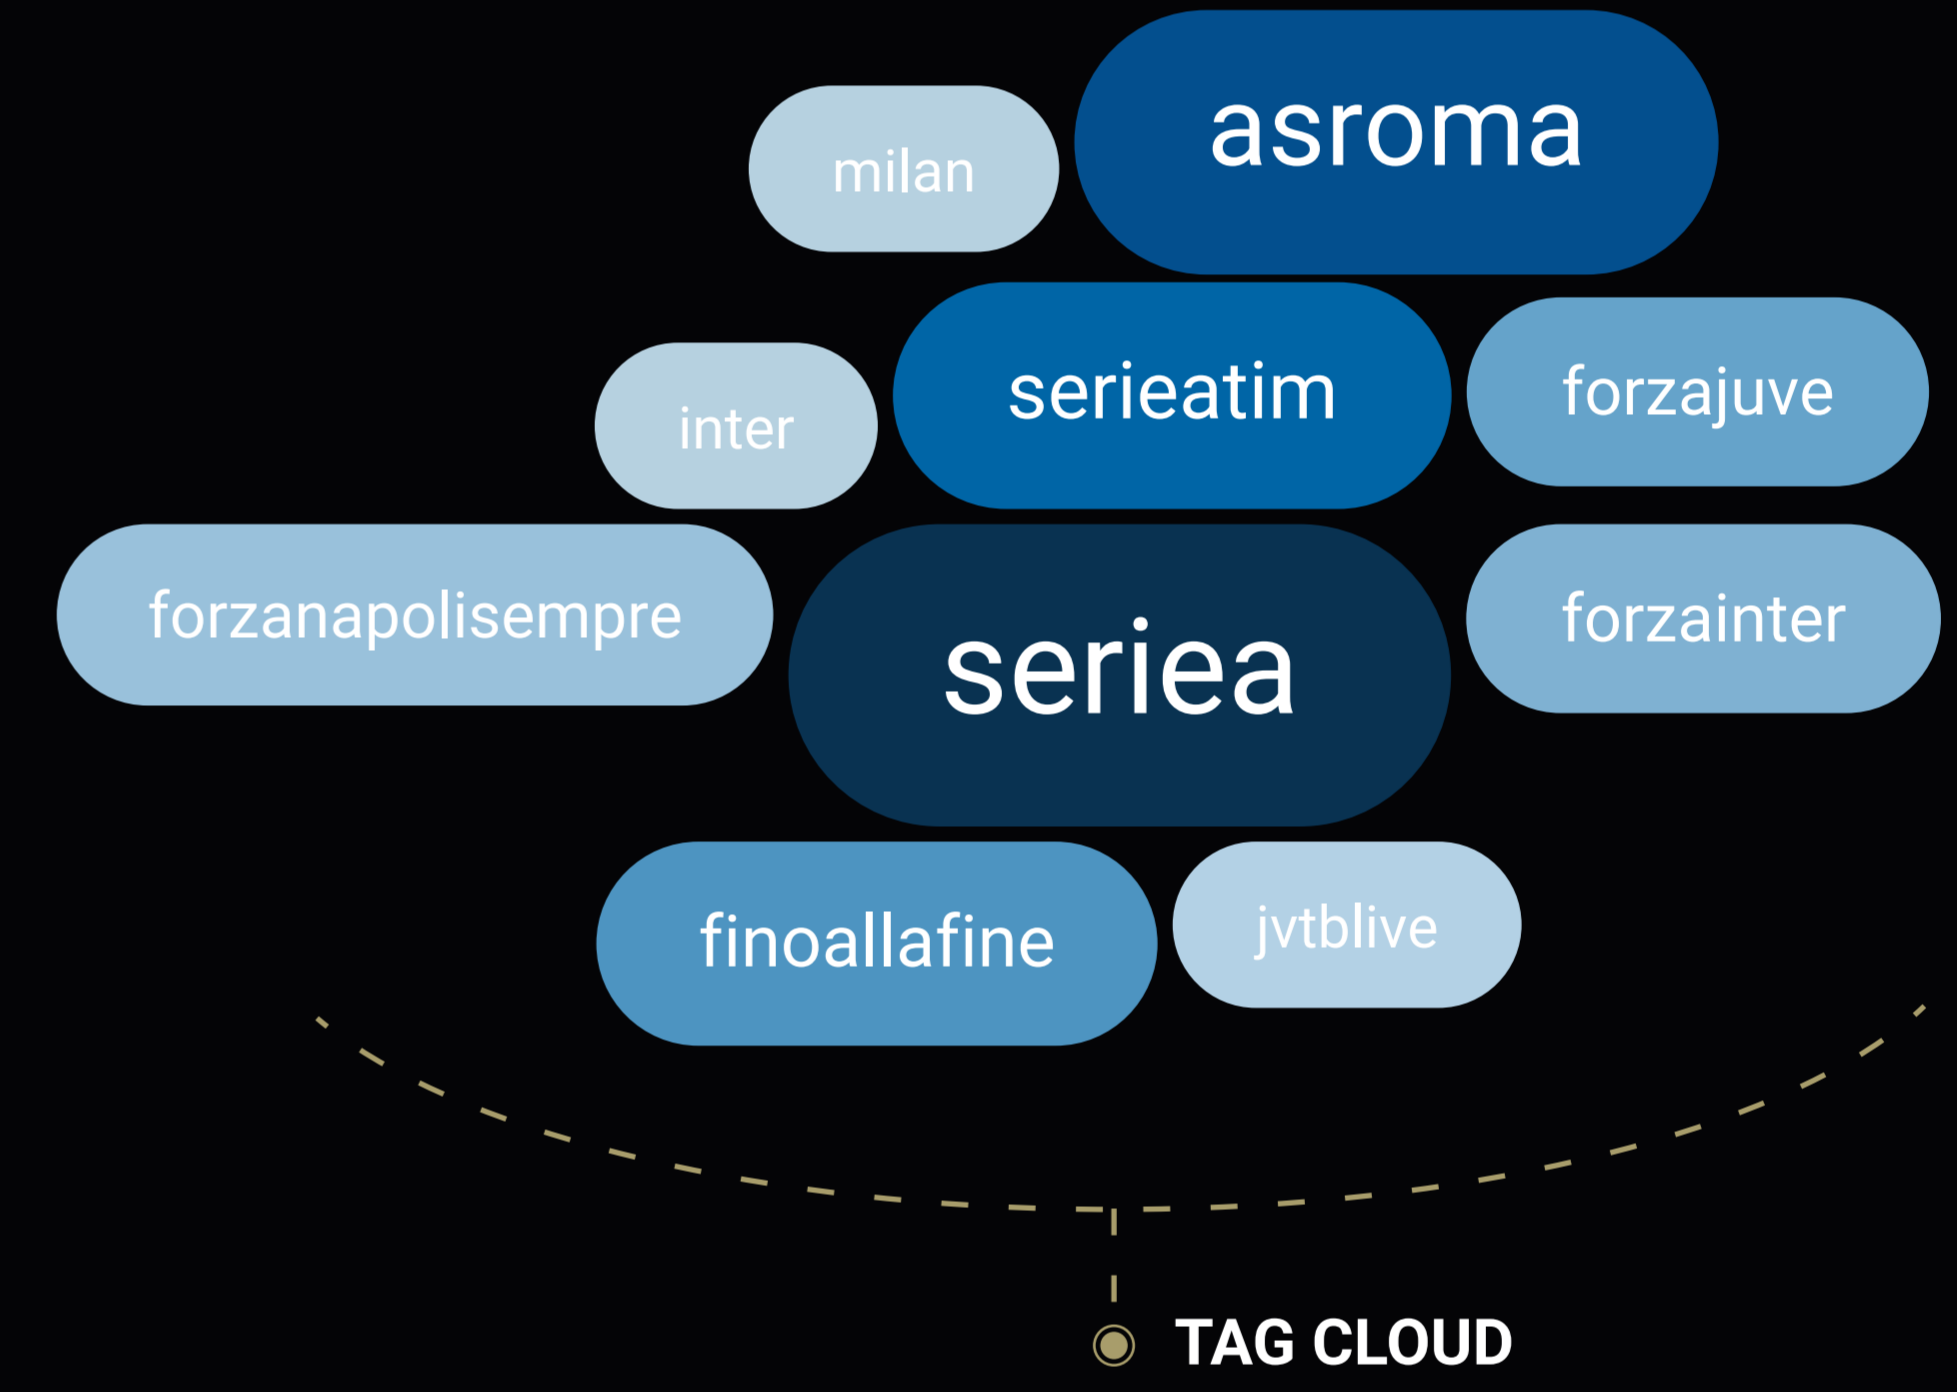 asroma
milan
serieatim
forzajuve
inter
forzanapolisempre
seriea
forzainter
finoallafine
jvtblive
TAG CLOUD